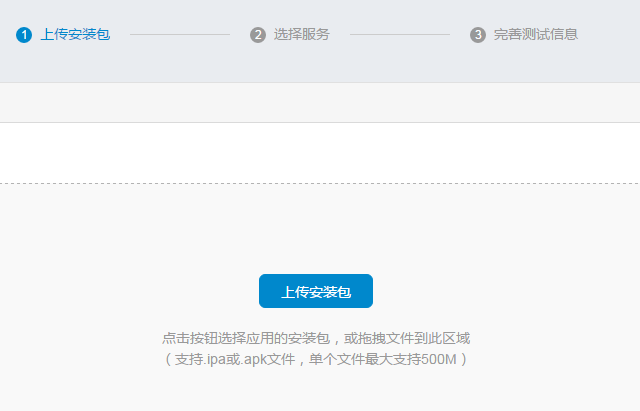 1 上传安装包 2 选择服务 3 完善测试信息
上传安装包
点击按钮选择应用的安装包，或拖拽文件到此区域
（支持.ipa或.apk文件，单个文件最大支持500M）